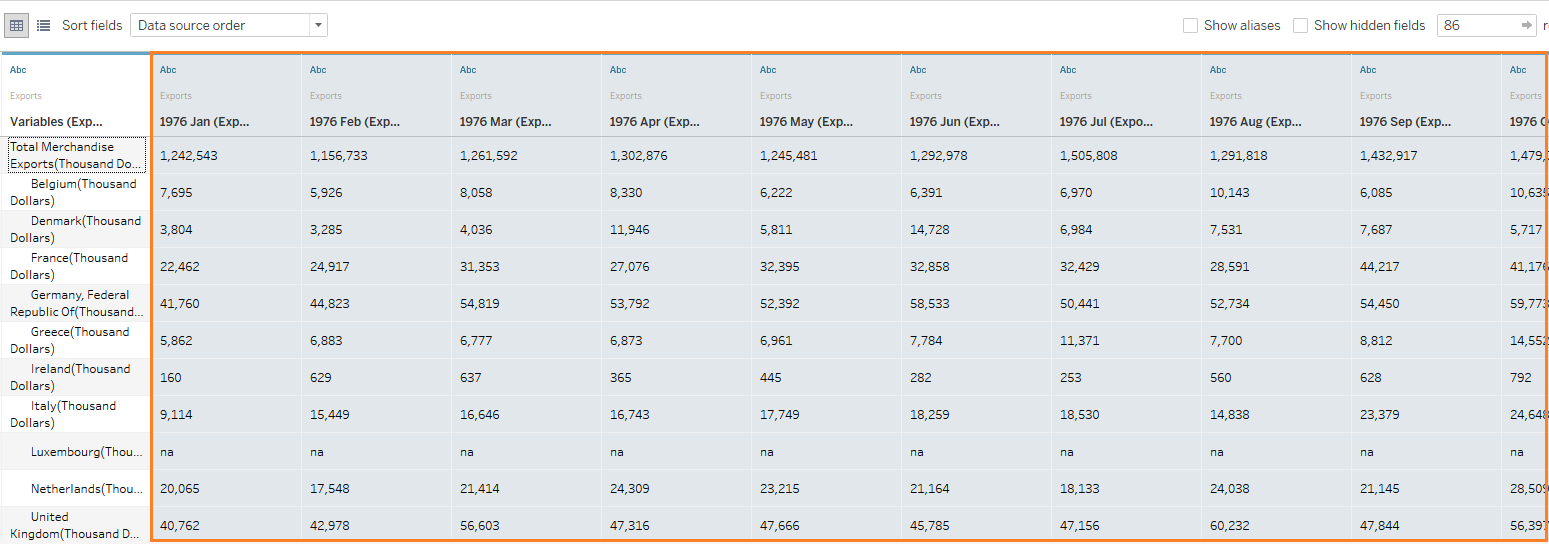 Sort fields Data source order Show aliases Show hidden fields 86
Abc Abc Abc Abc Abc Abc Abc Abc Abc Abc Abc
Exports Exports Exports Exports Exports Exports Exports Exports Exports Exports Exports
Variables (Exp... 1976 Jan (Exp... 1976 Feb (Exp... 1976 Mar (Exp... 1976 Apr (Exp... 1976 May (Exp... 1976 Jun (Exp... 1976 Jul (Expo... 1976 Aug (Exp... 1976 Sep (Exp... 1976
Total Merchandise
Exports(Thousand Do... 1,242,543 1,156,733 1,261,592 1,302,876 1,245,481 1,292,978 1,505,808 1,291,818 1,432,917 1,479,
Belgium(Thousand
Dollars) 7,695 5,926 8,058 8,330 6,222 6,391 6,970 10,143 6,085 10,635
Denmark(Thousand
Dollars) 3,804 3,285 4,036 11,946 5,811 14,728 6,984 7,531 7,687 5,717
France(Thousand
Dollars) 22,462 24,917 31,353 27,076 32,395 32,858 32,429 28,591 44,217 41,176
Germany, Federal
Republic Of(Thousand... 41,760 44,823 54,819 53,792 52,392 58,533 50,441 52,734 54,450 59,773
Greece(Thousand
Dollars) 5,862 6,883 6,777 6,873 6,961 7,784 11,371 7,700 8,812 14,552
Ireland(Thousand
Dollars) 160 629 637 365 445 282 253 560 628 792
Italy(Thousand
Dollars) 9,114 15,449 16,646 16,743 17,749 18,259 18,530 14,838 23,379 24,648
Luxembourg(Thou... na na na na na na na na na na
Netherlands(Thou... 20,065 17,548 21,414 24,309 23,215 21,164 18,133 24,038 21,145 28,509
United
Kingdom(Thousand D... 40,762 42,978 56,603 47,316 47,666 45,785 47,156 60,232 47,844 56,397